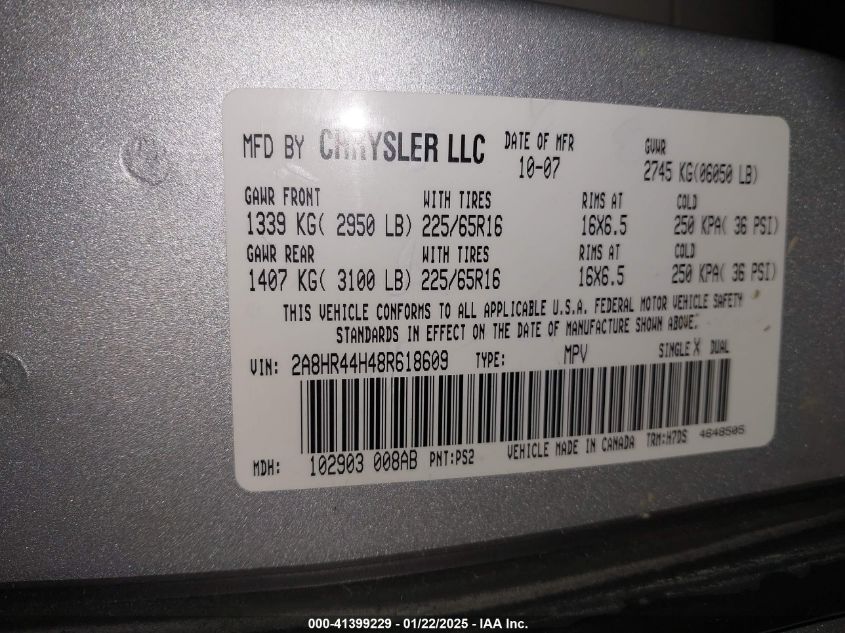 MFD BY CHRYSLER LLC DATE OF MFR GVWR
10-07 2745 KG(06050 LB)
GAWR FRONT WITH TIRES RIMS AT COLD
1339 KG( 2950 LB) 225/65R16 16X6.5 250 KPA( 36 PSI)
GAWR REAR WITH TIRES RIMS AT COLD
1407 KG( 3100 LB) 225/65R16 16X6.5 250 KPA( 36 PSI)
THIS VEHICLE CONFORMS TO ALL APPLICABLE U.S.A. FEDERAL MOTOR VEHICLE SAFETY
STANDARDS IN EFFECT ON THE DATE OF MANUFACTURE SHOWN ABOVE.
VIN: 2A8HR44H48R618609 TYPE: MPV SINGLE X DUAL
MDH: 102903 008AB PNT:PS2 VEHICLE MADE IN CANADA TRM:H7DS 4648505
000-41399229 - 01/22/2025 - IAA Inc.